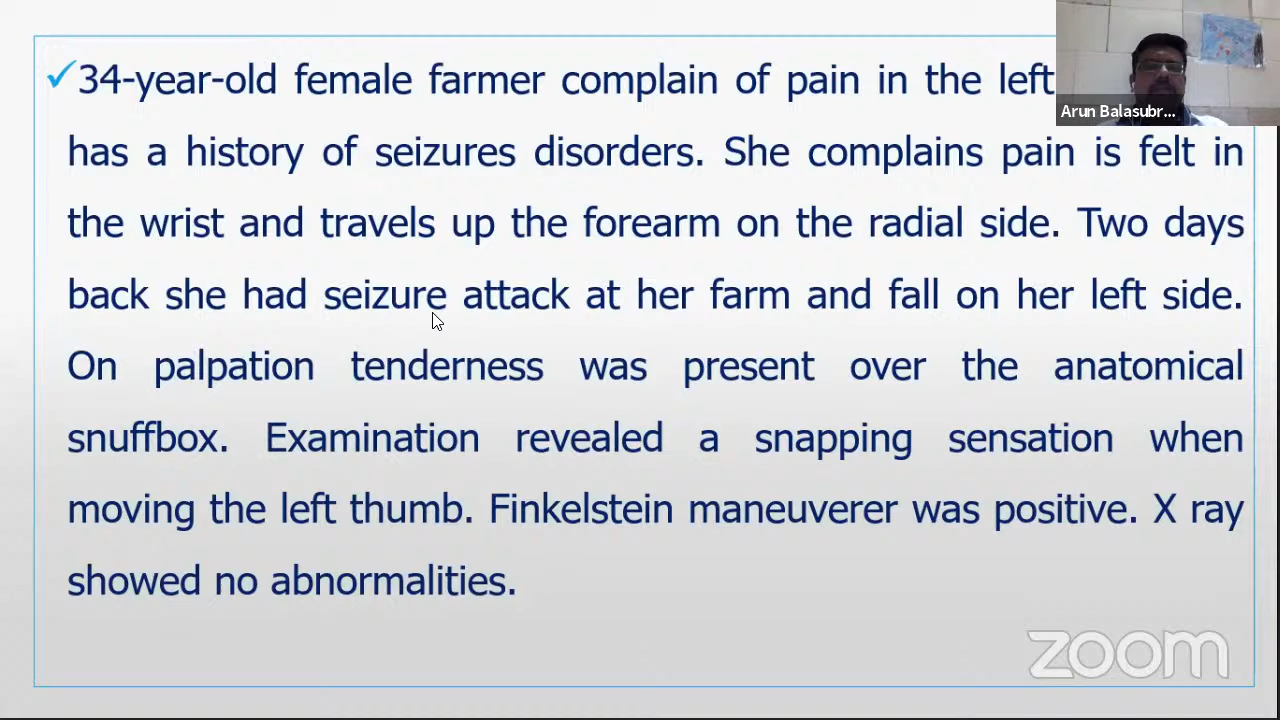 ✓34-year-old female farmer complain of pain in the left
has a history of seizures disorders. She complains pain is felt in
the wrist and travels up the forearm on the radial side. Two days
back she had seizure attack at her farm and fall on her left side.
On palpation tenderness was present over the anatomical
snuffbox. Examination revealed a snapping sensation when
moving the left thumb. Finkelstein maneuverer was positive. X ray
showed no abnormalities.
Arun Balasubr...
zoom